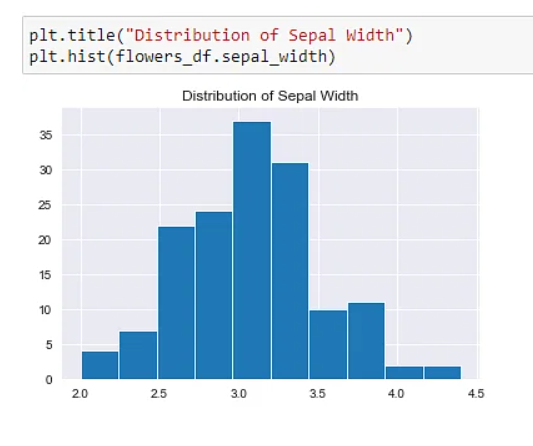 plt.title("Distribution of Sepal Width")
plt.hist(flowers_df.sepal_width)
Distribution of Sepal Width
35
30
25
20
15
10
5
0
2.0 2.5 3.0 3.5 4.0 4.5